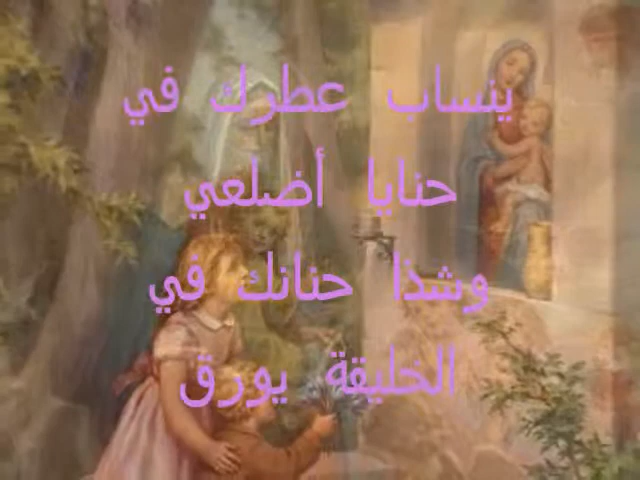 ينساب عطرك في
حنايا أضلعي
وشذا حنانك في
الخليقة يورق